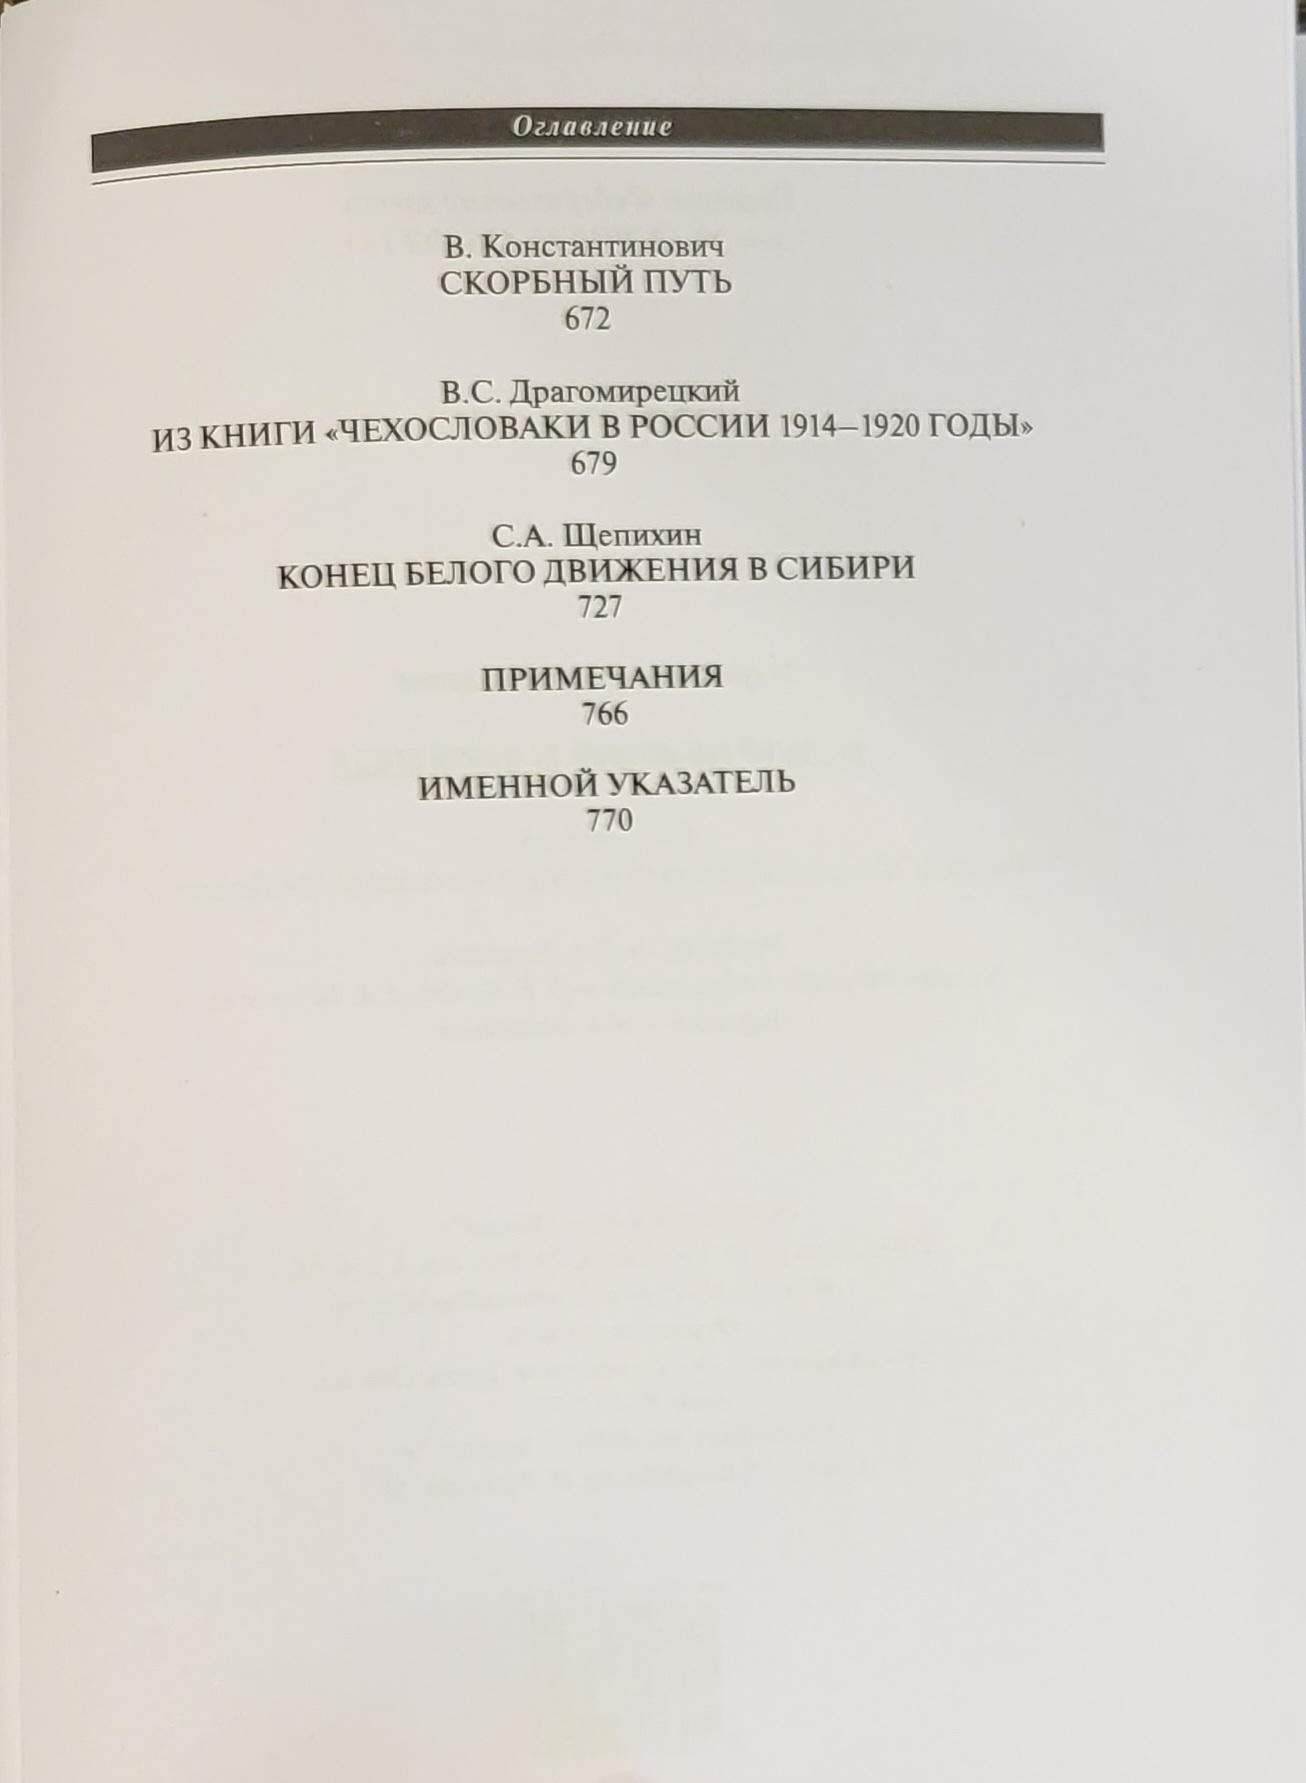 Оглавление
В. Константинович
СКОРБНЫЙ ПУТЬ
672
В.С. Драгомирецкий
ИЗ КНИГИ «ЧЕХОСЛОВАКИ В РОССИИ 1914–1920 ГОДЫ»
679
С.А. Щепихин
КОНЕЦ БЕЛОГО ДВИЖЕНИЯ В СИБИРИ
727
ПРИМЕЧАНИЯ
766
ИМЕННОЙ УКАЗАТЕЛЬ
770